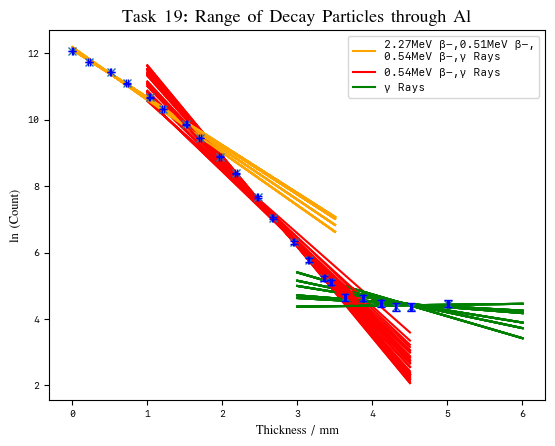 Task 19: Range of Decay Particles through Al
2.27MeV β−,0.51MeV β−,
0.54MeV β−,γ Rays
0.54MeV β−,γ Rays
γ Rays
ln (Count)
12
10
8
6
4
2
0
1
2
3
4
5
6
Thickness / mm